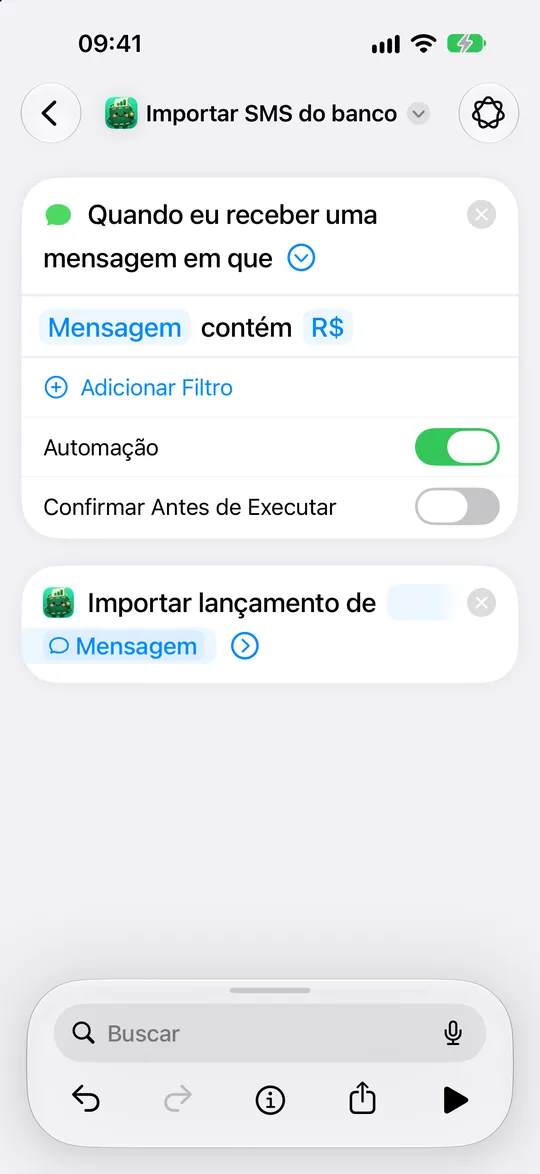 09:41
Importar SMS do banco
Quando eu receber uma
mensagem em que
Mensagem contém R$
Adicionar Filtro
Automação
Confirmar Antes de Executar
Importar lançamento de
Mensagem
Buscar